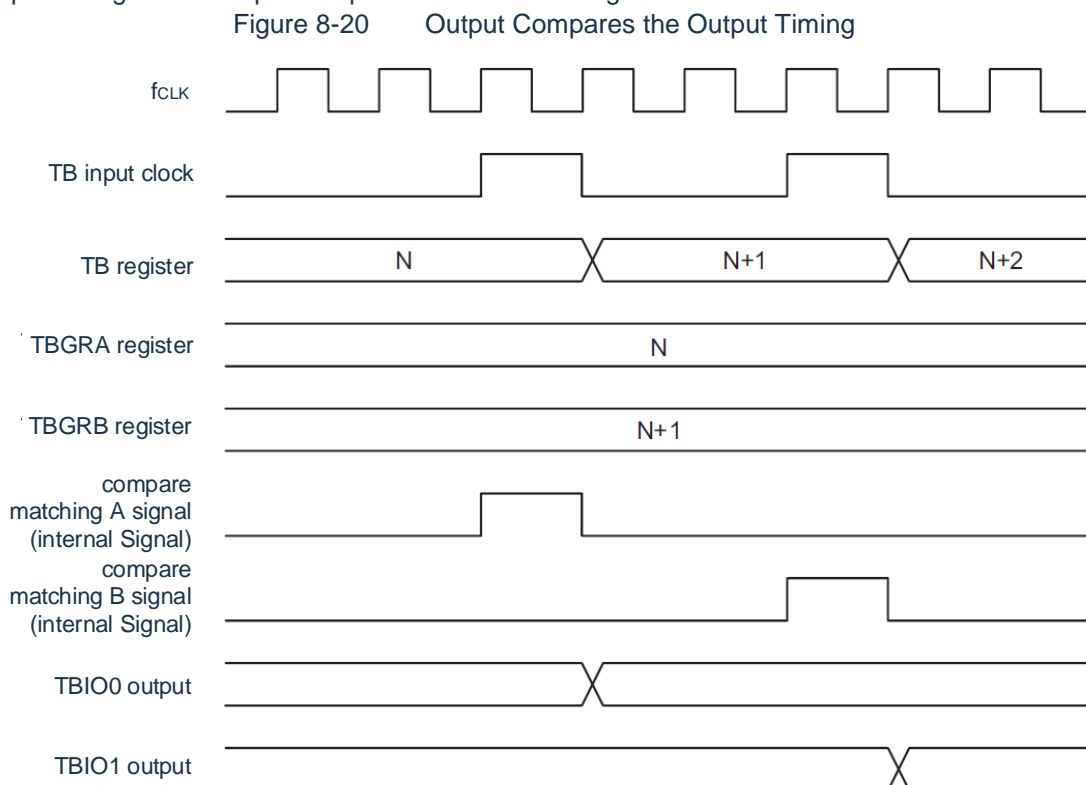 Figure 8-20 Output Compares the Output Timing
fCLK
TB input clock
TB register
N
N+1
N+2
TBGRA register
N
TBGRB register
N+1
compare
matching A signal
(internal Signal)
compare
matching B signal
(internal Signal)
TBIO0 output
TBIO1 output